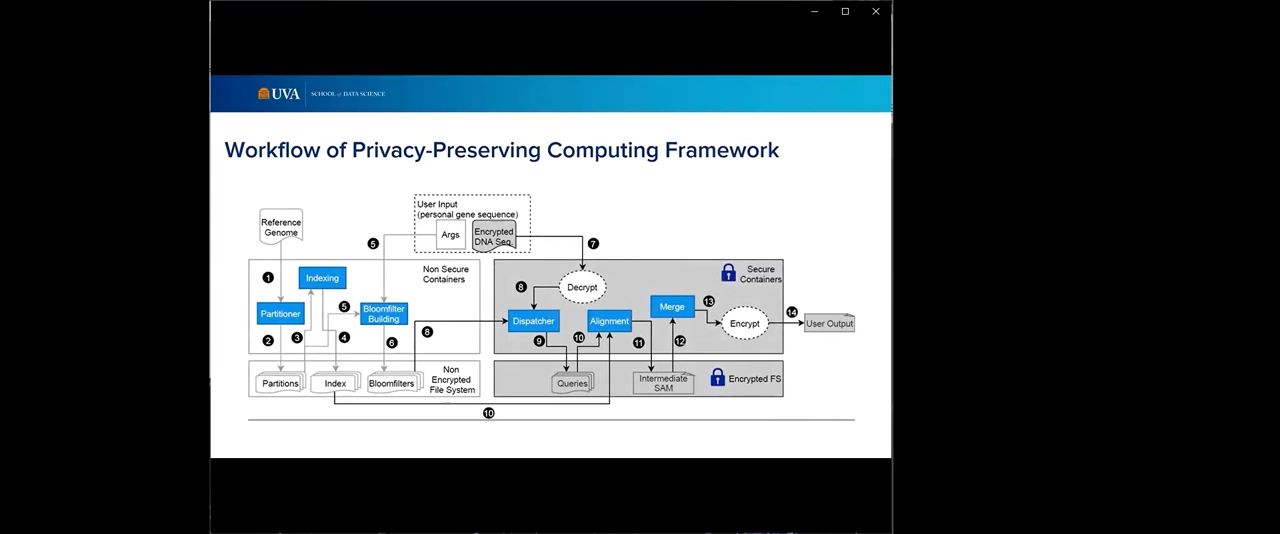 UVA
SCHOOL of DATA SCIENCE
Workflow of Privacy-Preserving Computing Framework
User Input
(personal gene sequence)
Reference
Genome
Args
Encrypted
DNA Seq.
5
7
1
Indexing
Non Secure
Containers
Decrypt
Secure
Containers
8
Partitioner
5
Bloomfilter
Building
Dispatcher
Alignment
Merge
13
Encrypt
14
User Output
2
3
4
6
8
9
10
11
12
Partitions
Index
Bloomfilters
Non
Encrypted
File System
Queries
Intermediate
SAM
Encrypted FS
10